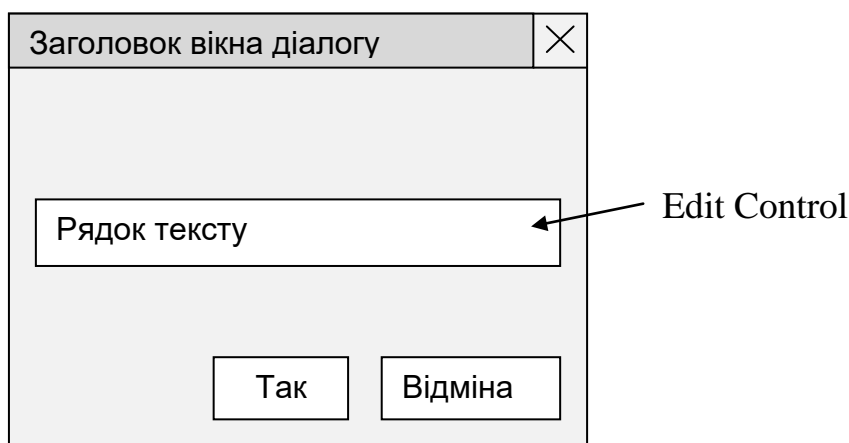 Заголовок вікна діалогу
Рядок тексту
Edit Control
Так
Відміна